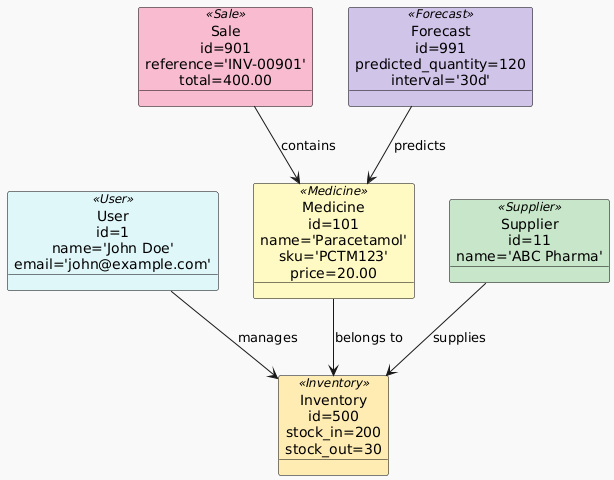 «Sale»
Sale
id=901
reference='INV-00901'
total=400.00
«Forecast»
Forecast
id=991
predicted_quantity=120
interval='30d'
contains
predicts
«User»
User
id=1
name='John Doe'
email='john@example.com'
«Medicine»
Medicine
id=101
name='Paracetamol'
sku='PCTM123'
price=20.00
«Supplier»
Supplier
id=11
name='ABC Pharma'
manages
belongs to
supplies
«Inventory»
Inventory
id=500
stock_in=200
stock_out=30